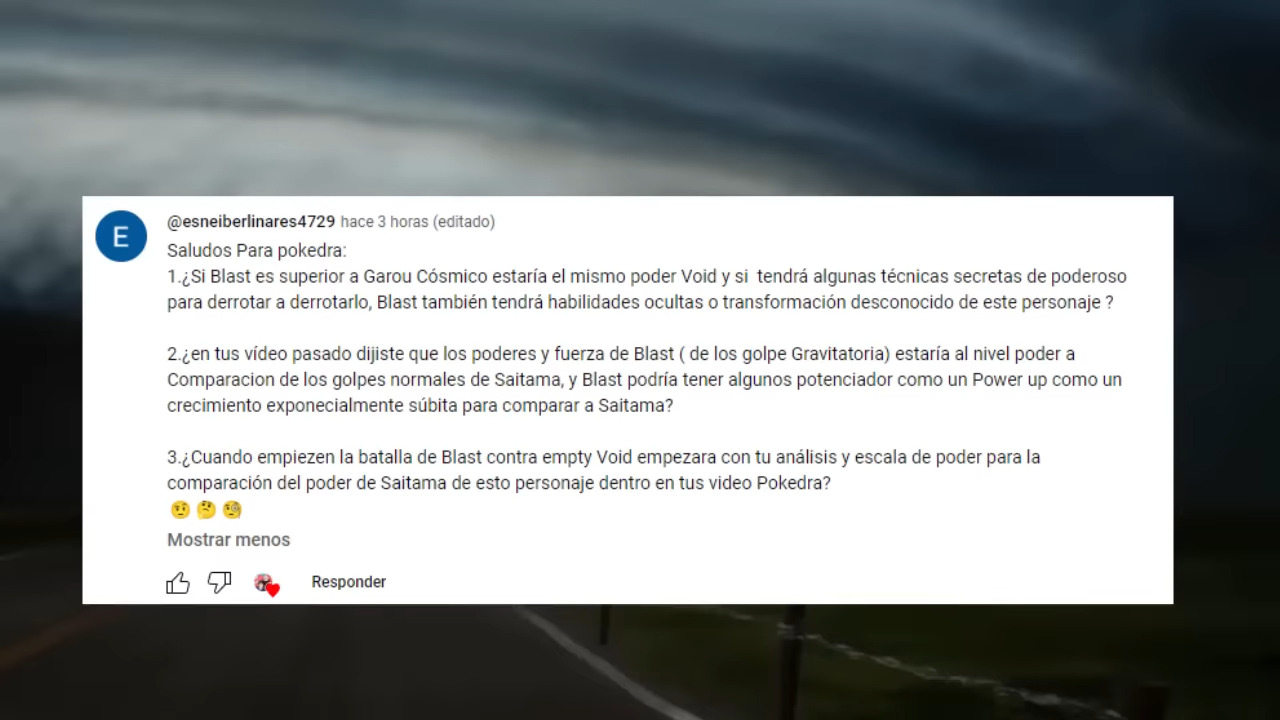 E
@esneiberlinares4729 hace 3 horas (editado)
Saludos Para pokedra:
1.¿Si Blast es superior a Garou Cósmico estaría el mismo poder Void y si  tendrá algunas técnicas secretas de poderoso
para derrotar a derrotarlo, Blast también tendrá habilidades ocultas o transformación desconocido de este personaje ?
2.¿en tus vídeo pasado dijiste que los poderes y fuerza de Blast ( de los golpe Gravitatoria) estaría al nivel poder a
Comparacion de los golpes normales de Saitama, y Blast podría tener algunos potenciador como un Power up como un
crecimiento exponecialmente súbita para comparar a Saitama?
3.¿Cuando empiezen la batalla de Blast contra empty Void empezara con tu análisis y escala de poder para la
comparación del poder de Saitama de esto personaje dentro en tus video Pokedra?
🤨 🤔 🧐
Mostrar menos
Responder